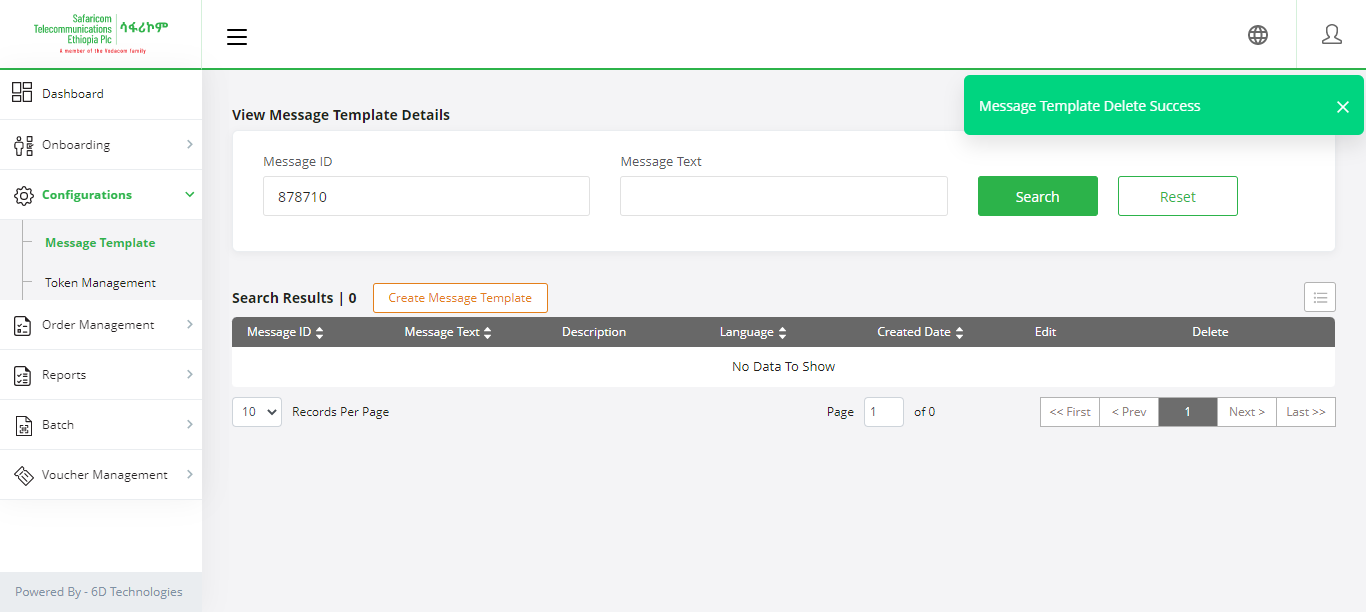 Safaricom
Telecommunications
Ethiopia Plc
ሳፋሪኮም
A member of the Vodacom family
Message Template Delete Success
Dashboard
Onboarding
Configurations
Message Template
Token Management
Order Management
Reports
Batch
Voucher Management
Powered By - 6D Technologies
View Message Template Details
Message ID Message Text
878710
Search Reset
Search Results | 0 Create Message Template
Message ID Message Text Description Language Created Date Edit Delete
No Data To Show
10 Records Per Page Page 1 of 0 << First < Prev 1 Next > Last >>